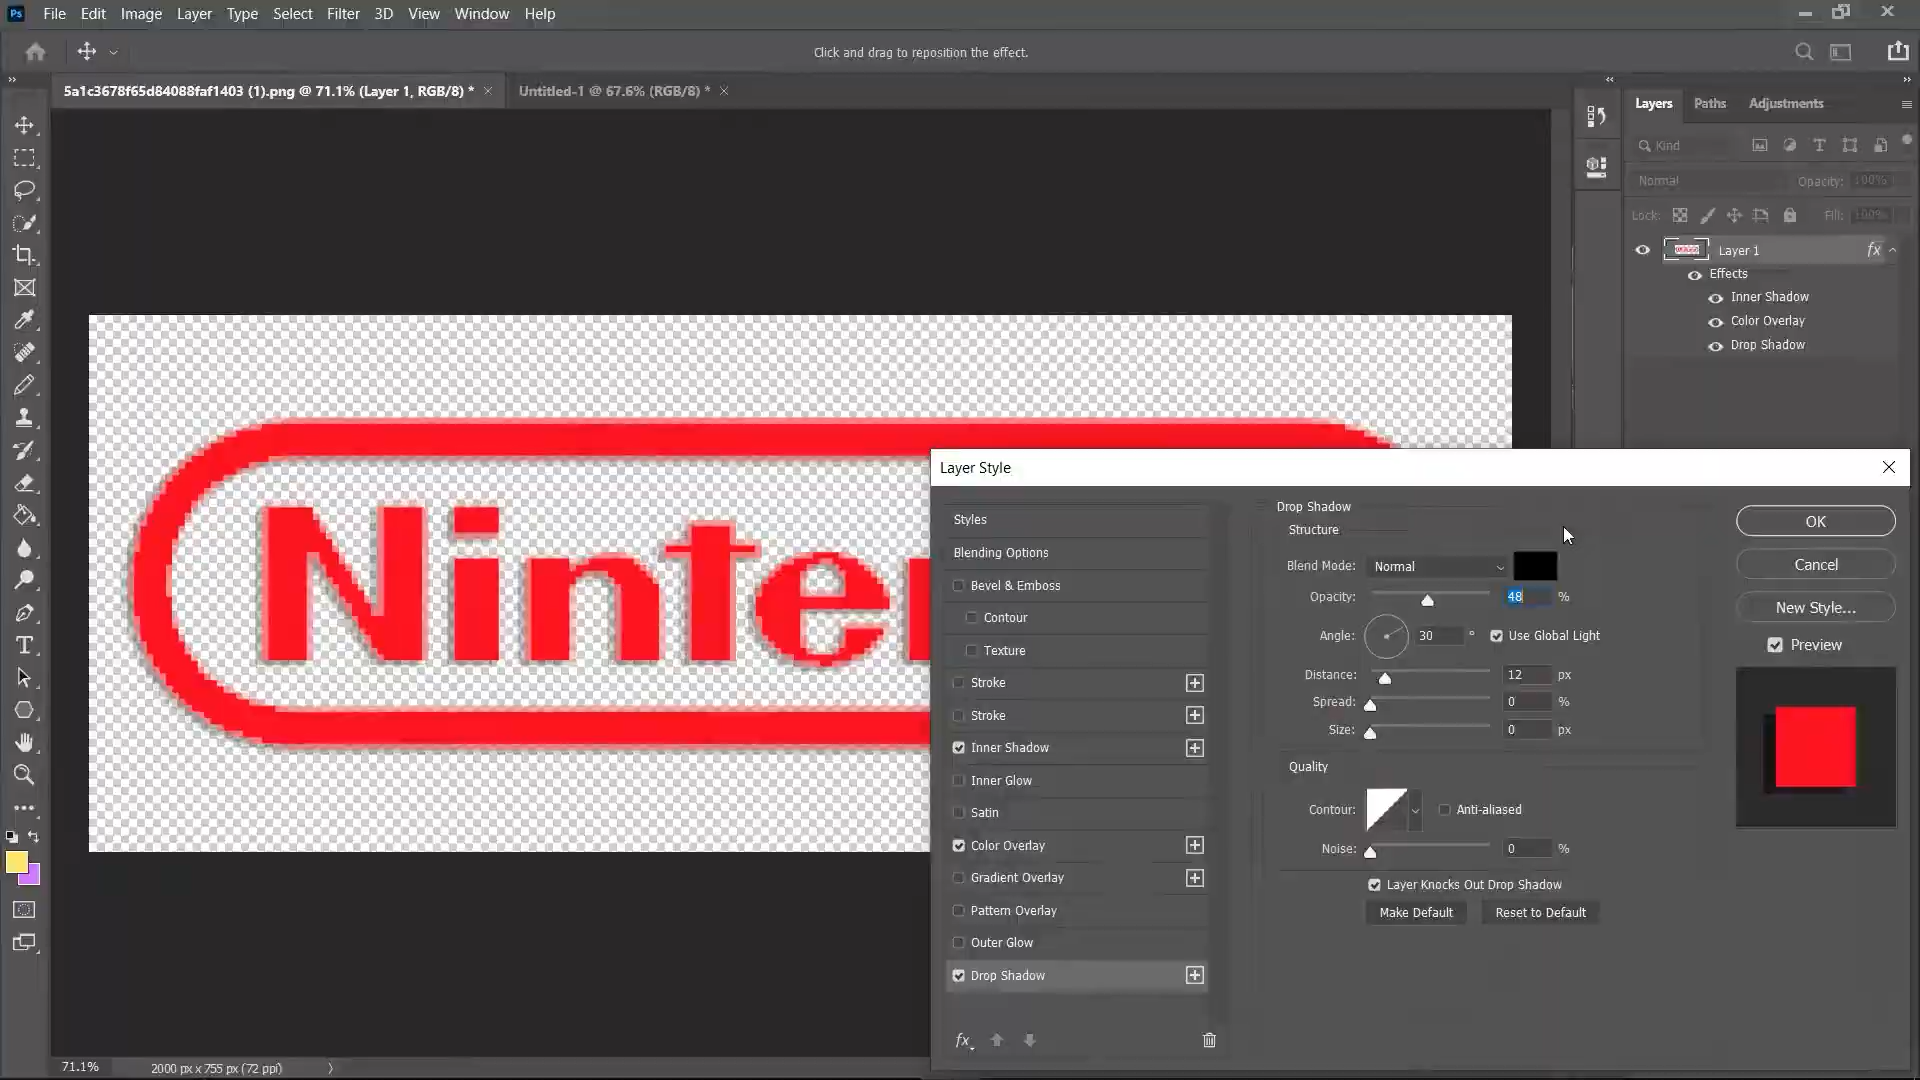 Ps File Edit Image Layer Type Select Filter 3D View Window Help
Click and drag to reposition the effect.
5a1c3678f65d84088faf1403 (1).png @ 71.1% (Layer 1, RGB/8) *
Untitled-1 @ 67.6% (RGB/8) *
Layers Paths Adjustments
Kind
Normal Opacity: 100%
Lock: Fill: 100%
Layer 1 fx
Effects
Inner Shadow
Color Overlay
Drop Shadow
Ninte
Layer Style
Styles
Blending Options
Bevel & Emboss
Contour
Texture
Stroke
Stroke
Inner Shadow
Inner Glow
Satin
Color Overlay
Gradient Overlay
Pattern Overlay
Outer Glow
Drop Shadow
fx
Drop Shadow
Structure
Blend Mode: Normal
Opacity: 48 %
Angle: 30 ° Use Global Light
Distance: 12 px
Spread: 0 %
Size: 0 px
Quality
Contour: Anti-aliased
Noise: 0 %
Layer Knocks Out Drop Shadow
Make Default Reset to Default
OK
Cancel
New Style...
Preview
71.1% 2000 px x 755 px (72 ppi)